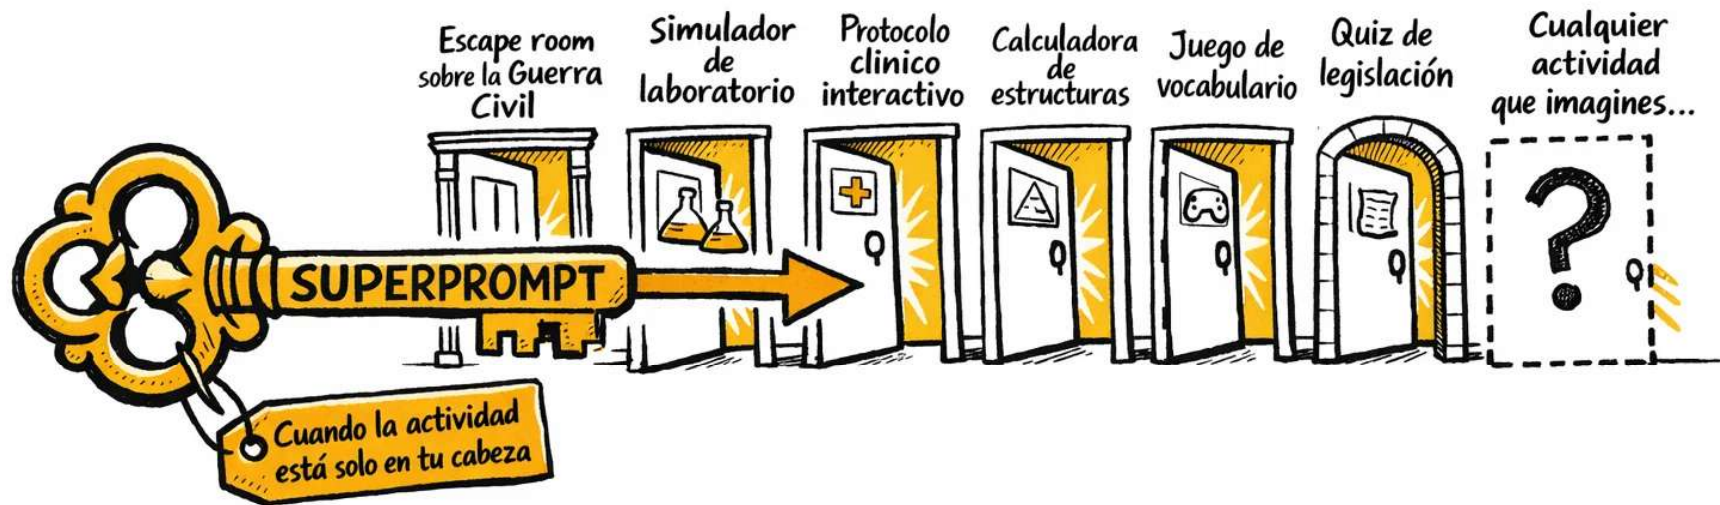 Escape room
sobre la Guerra
Civil
Simulador
de
laboratorio
Protocolo
clinico
interactivo
Calculadora
de
estructuras
Juego de
vocabulario
Quiz de
legislación
Cualquier
actividad
que imagines...
?
SUPERPROMPT
Cuando la actividad
está solo en tu cabeza